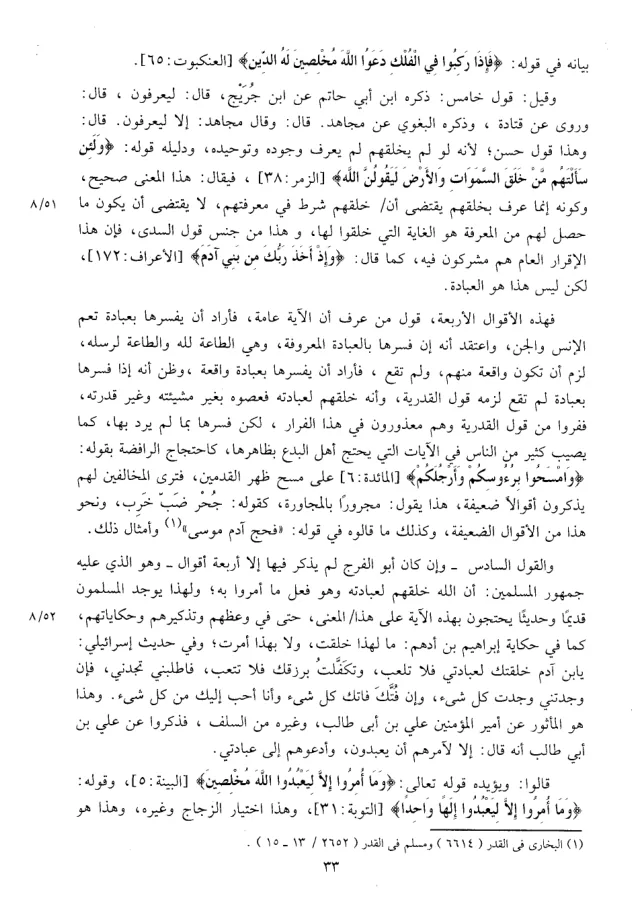 بيانه في قوله: ﴿فَإِذَا رَكِبُوا فِي الْفُلْكِ دَعَوُا اللَّهَ مُخْلِصِينَ لَهُ الدِّينَ﴾ [العنكبوت:٦٥].
وقيل: قول خامس: ذكره ابن أبي حاتم عن ابن جُرَيْج، قال: ليعرفون ، قال:
وروى عن قتادة ، وذكره البغوي عن مجاهد. قال: وقال مجاهد: إلا ليعرفون. قال:
وهذا قول حسن؛ لأنه لو لم يخلقهم لم يعرف وجوده وتوحيده، ودليله قوله: ﴿وَلَئِن
سَأَلْتَهُم مَّنْ خَلَقَ السَّمَوَاتِ وَالأَرْضَ لَيَقُولُنَّ اللَّهُ﴾ [الزمر:٣٨] ، فيقال: هذا المعنى صحيح،
وكونه إنما عرف بخلقهم يقتضى أن/ خلقهم شرط في معرفتهم، لا يقتضى أن يكون ما ٨/٥١
حصل لهم من المعرفة هو الغاية التي خلقوا لها، و هذا من جنس قول السدى، فإن هذا
الإقرار العام هم مشركون فيه، كما قال: ﴿وَإِذْ أَخَذَ رَبُّكَ مِن بَنِي آدَمَ﴾ [الأعراف:١٧٢]،
لكن ليس هذا هو العبادة.
فهذه الأقوال الأربعة، قول من عرف أن الآية عامة، فأراد أن يفسرها بعبادة تعم
الإنس والجن، واعتقد أنه إن فسرها بالعبادة المعروفة، وهي الطاعة لله والطاعة لرسله،
لزم أن تكون واقعة منهم، ولم تقع ، فأراد أن يفسرها بعبادة واقعة ،وظن أنه إذا فسرها
بعبادة لم تقع لزمه قول القدرية، وأنه خلقهم لعبادته فعصوه بغير مشيئته وغير قدرته،
ففروا من قول القدرية وهم معذورون في هذا الفرار ، لكن فسرها بما لم يرد بها، كما
يصيب كثير من الناس في الآيات التي يحتج أهل البدع بظاهرها، كاحتجاج الرافضة بقوله:
﴿وَامْسَحُوا بِرُءُوسِكُمْ وَأَرْجُلِكُمْ﴾ [المائدة:٦] على مسح ظهر القدمين، فترى المخالفين لهم
يذكرون أقوالاً ضعيفة، هذا يقول: مجرورًا بالمجاورة، كقوله: جُحْر ضَبّ خَرِب، ونحو
هذا من الأقوال الضعيفة، وكذلك ما قالوه في قوله: «فحج آدم موسى»(١) وأمثال ذلك.
والقول السادس - وإن كان أبو الفرج لم يذكر فيها إلا أربعة أقوال - وهو الذي عليه
جمهور المسلمين: أن الله خلقهم لعبادته وهو فعل ما أمروا به؛ ولهذا يوجد المسلمون
قديمًا وحديثًا يحتجون بهذه الآية على هذا/المعنى، حتى في وعظهم وتذكيرهم وحكاياتهم، ٨/٥٢
كما في حكاية إبراهيم بن أدهم: ما لهذا خلقت، ولا بهذا أمرت؛ وفي حديث إسرائيلي:
يابن آدم خلقتك لعبادتي فلا تلعب، وتكَفَّلتُ برزقك فلا تتعب، فاطلبني تجدني، فإن
وجدتني وجدت كل شىء، وإن فُتُّكَ فاتك كل شىء وأنا أحب إليك من كل شىء. وهذا
هو المأثور عن أمير المؤمنين علي بن أبى طالب، وغيره من السلف ، فذكروا عن علي بن
أبي طالب أنه قال: إلا لآمرهم أن يعبدون، وأدعوهم إلى عبادتي.
قالوا: ويؤيده قوله تعالى:﴿وَمَا أُمِرُوا إِلاَّ لِيَعْبُدُوا اللَّهَ مُخْلِصِينَ﴾ [البينة:٥]، وقوله:
﴿وَمَا أُمِرُوا إِلاَّ لِيَعْبُدُوا إِلَهًا وَاحِدًا﴾ [التوبة:٣١]، وهذا اختيار الزجاج وغيره، وهذا هو
(١) البخارى فى القدر ( ٦٦١٤ ) ومسلم فى القدر ( ٢٦٥٢ / ١٣ - ١٥ ) .
٣٣